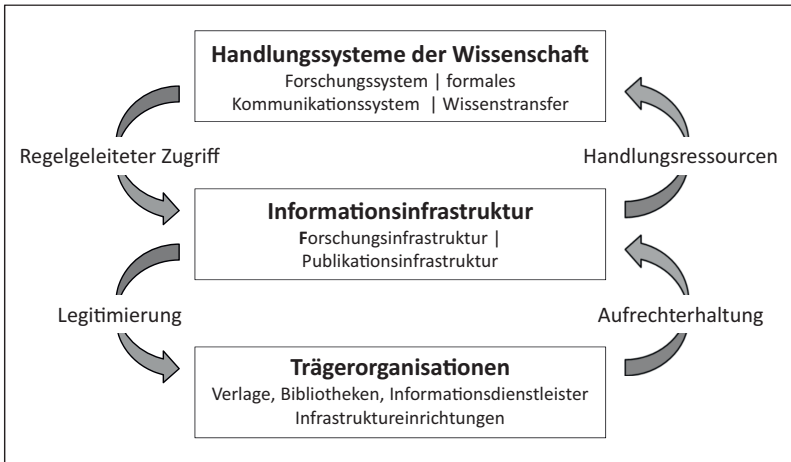 Handlungssysteme der Wissenschaft
Forschungssystem | formales
Kommunikationssystem | Wissenstransfer
Regelgeleiteter Zugriff
Handlungsressourcen
Informationsinfrastruktur
Forschungsinfrastruktur |
Publikationsinfrastruktur
Legitimierung
Aufrechterhaltung
Trägerorganisationen
Verlage, Bibliotheken, Informationsdienstleister
Infrastruktureinrichtungen